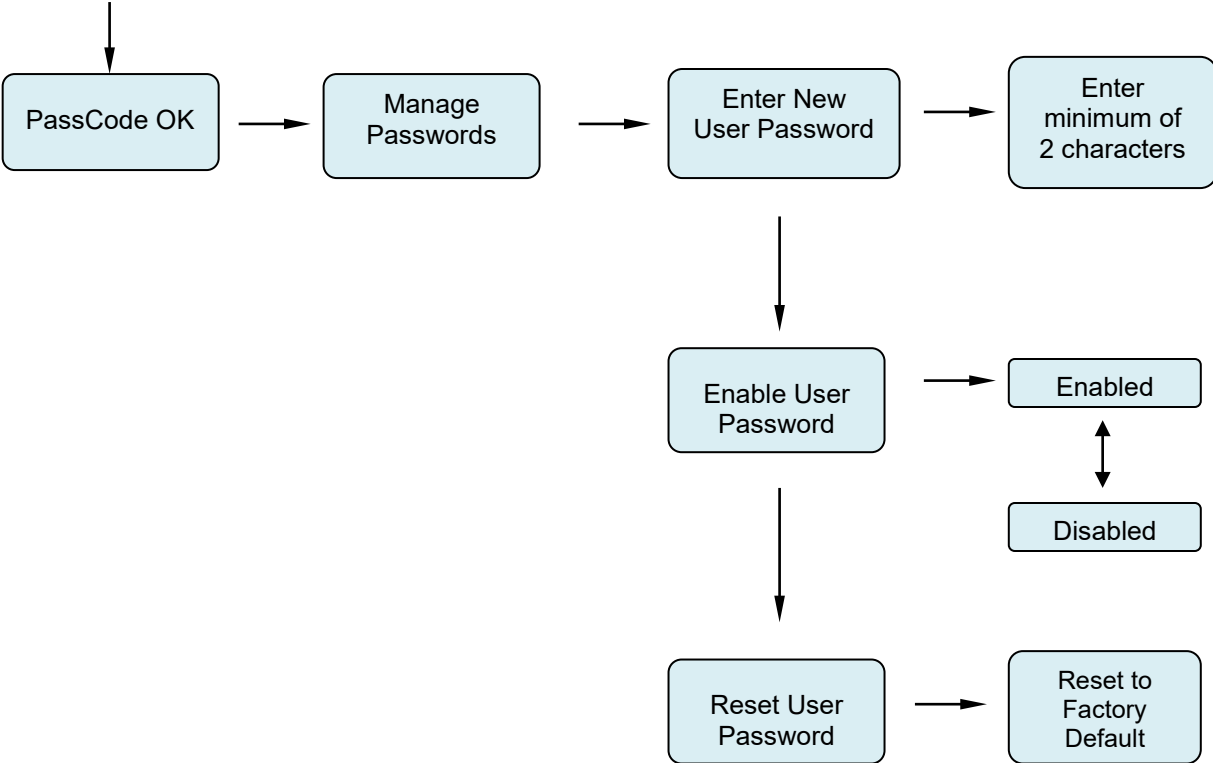 PassCode OK
Manage
Passwords
Enter New
User Password
Enter
minimum of
2 characters
Enable User
Password
Enabled
Disabled
Reset User
Password
Reset to
Factory
Default